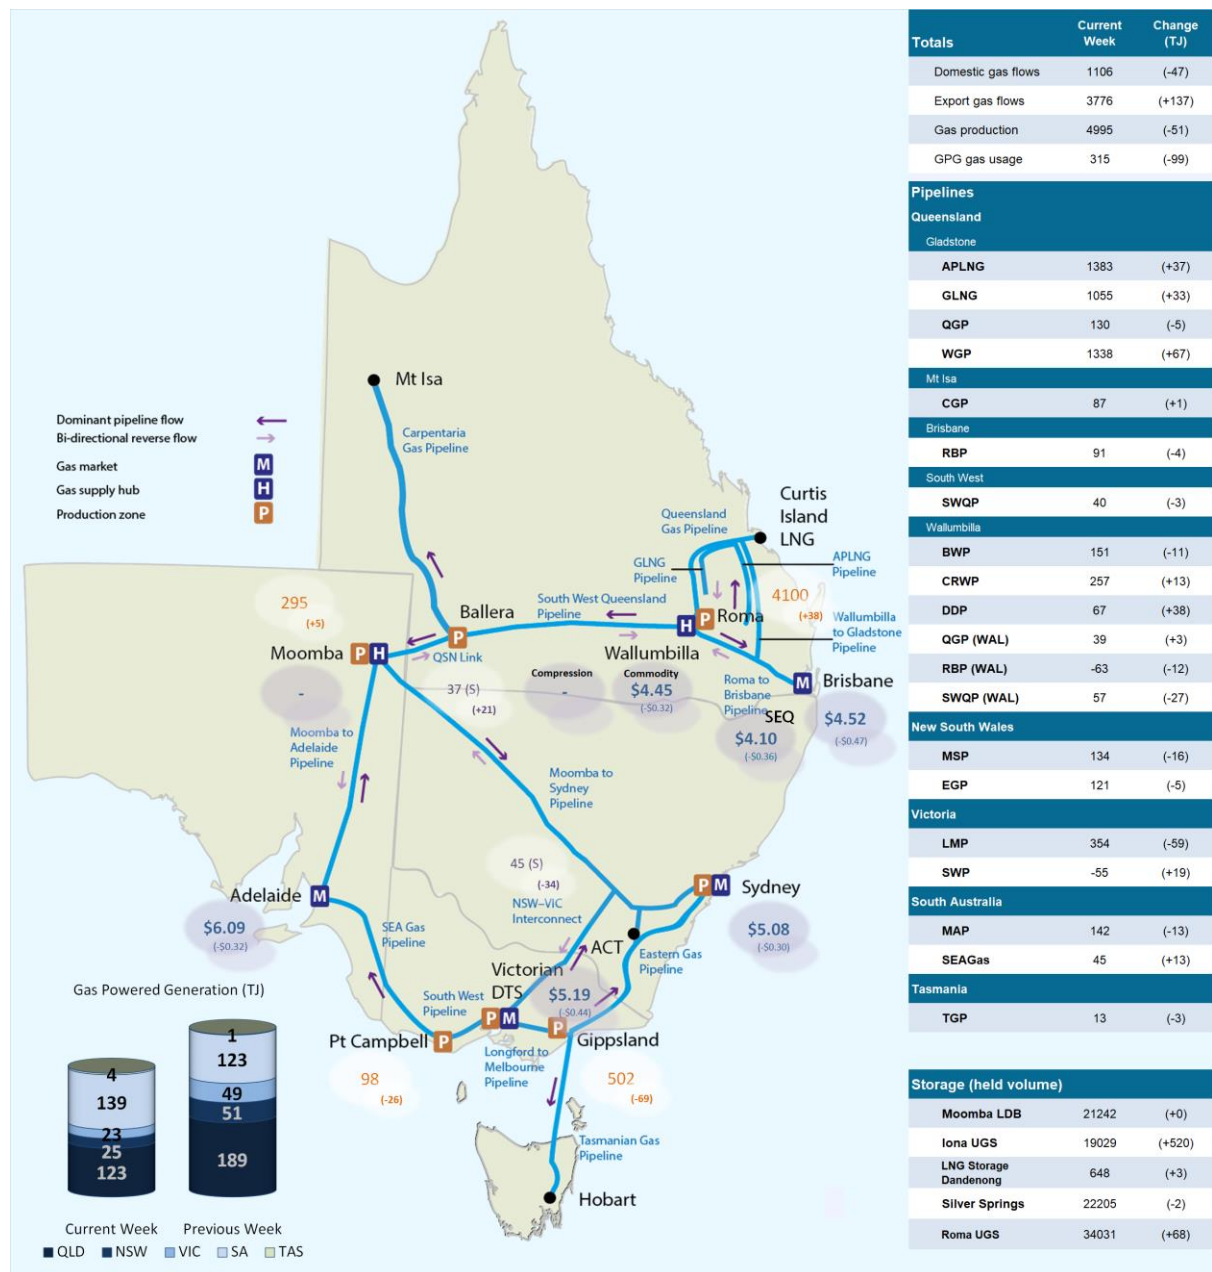 Mt Isa
Dominant pipeline flow
Bi-directional reverse flow
Gas market M
Gas supply hub H
Production zone P
Carpentaria
Gas Pipeline
Curtis
Island
LNG
Queensland
Gas Pipeline
GLNG
Pipeline
APLNG
Pipeline
4100
(+38)
Wallumbilla
to Gladstone
Pipeline
295
(+5)
Ballera
South West Queensland
Pipeline
H P Roma
P
Moomba P H
QSN Link
Wallumbilla
-
37 (S)
(+21)
Compression
-
Commodity
$4.45
(-$0.32)
Roma to
Brisbane
Pipeline
M Brisbane
SEQ
$4.10
(-$0.36)
$4.52
(-$0.47)
Moomba to
Adelaide
Pipeline
Moomba to
Sydney
Pipeline
45 (S)
(-34)
NSW-VIC
Interconnect
Adelaide M
$6.09
(-$0.32)
P M Sydney
$5.08
(-$0.30)
SEA Gas
Pipeline
ACT
Eastern Gas
Pipeline
Victorian
DTS
$5.19
(-$0.44)
South West
Pipeline
P M
P
Pt Campbell P
Gippsland
98
(-26)
Longford to
Melbourne
Pipeline
502
(-69)
Tasmanian Gas
Pipeline
Hobart
Gas Powered Generation (TJ)
4
139
23
25
123
1
123
49
51
189
Current Week Previous Week
QLD NSW VIC SA TAS
Totals Current Week Change (TJ)
Domestic gas flows 1106 (-47)
Export gas flows 3776 (+137)
Gas production 4995 (-51)
GPG gas usage 315 (-99)
Pipelines
Queensland
Gladstone
APLNG 1383 (+37)
GLNG 1055 (+33)
QGP 130 (-5)
WGP 1338 (+67)
Mt Isa
CGP 87 (+1)
Brisbane
RBP 91 (-4)
South West
SWQP 40 (-3)
Wallumbilla
BWP 151 (-11)
CRWP 257 (+13)
DDP 67 (+38)
QGP (WAL) 39 (+3)
RBP (WAL) -63 (-12)
SWQP (WAL) 57 (-27)
New South Wales
MSP 134 (-16)
EGP 121 (-5)
Victoria
LMP 354 (-59)
SWP -55 (+19)
South Australia
MAP 142 (-13)
SEAGas 45 (+13)
Tasmania
TGP 13 (-3)
Storage (held volume)
Moomba LDB 21242 (+0)
Iona UGS 19029 (+520)
LNG Storage Dandenong 648 (+3)
Silver Springs 22205 (-2)
Roma UGS 34031 (+68)